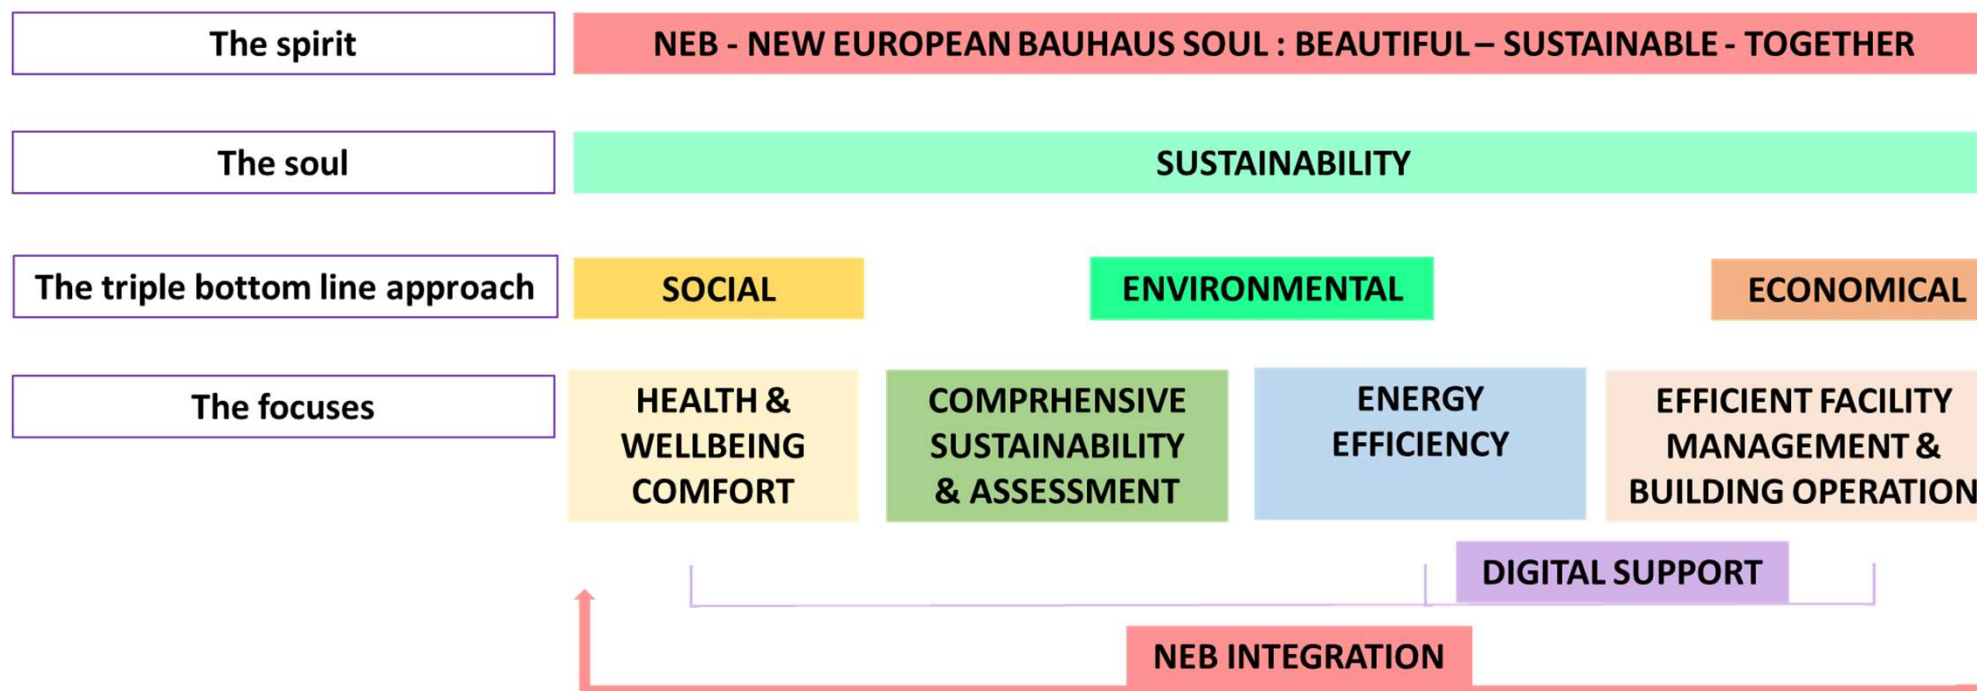 The spirit
NEB - NEW EUROPEAN BAUHAUS SOUL : BEAUTIFUL – SUSTAINABLE - TOGETHER
The soul
SUSTAINABILITY
The triple bottom line approach
SOCIAL
ENVIRONMENTAL
ECONOMICAL
The focuses
HEALTH &
WELLBEING
COMFORT
COMPRHENSIVE
SUSTAINABILITY
& ASSESSMENT
ENERGY
EFFICIENCY
EFFICIENT FACILITY
MANAGEMENT &
BUILDING OPERATION
DIGITAL SUPPORT
NEB INTEGRATION